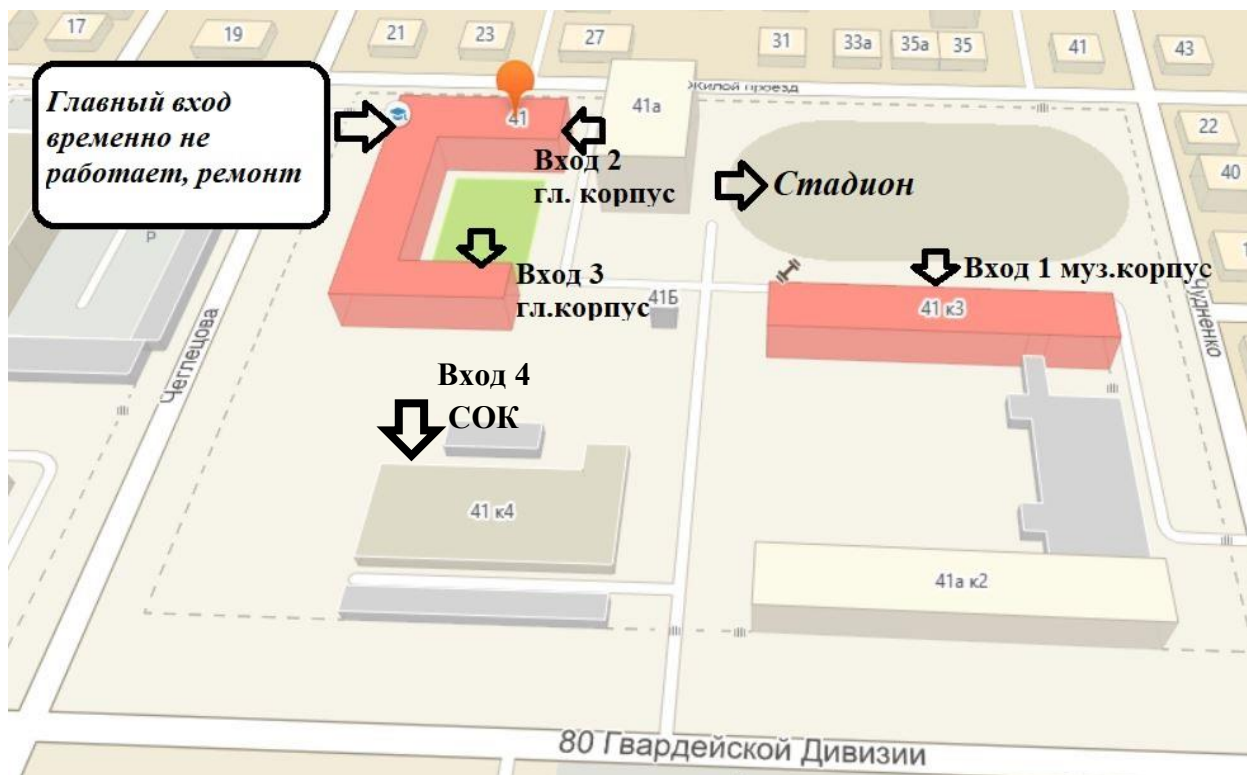 17
19
21
23
27
31
33а
35а
35
41
43
Главный вход
временно не
работает, ремонт
41
41а
Жилой проезд
22
40
Вход 2
гл. корпус
Стадион
Р
Вход 3
гл.корпус
41Б
Вход 1 муз.корпус
41 к3
Чудненко
Чеглецова
Вход 4
СОК
41 к4
41а к2
80 Гвардейской Дивизии